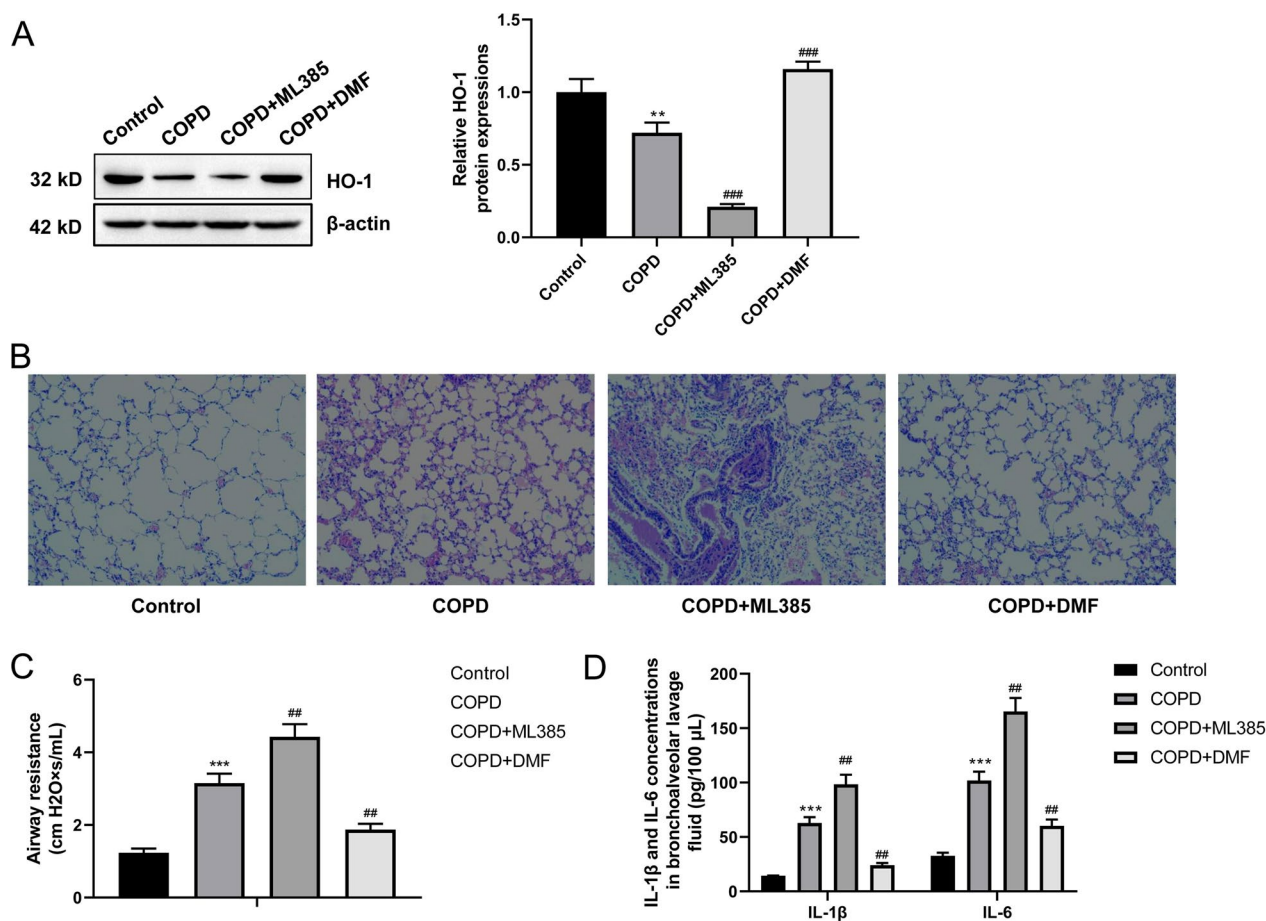 A
Control
COPD
COPD+ML385
COPD+DMF
32 kD
HO-1
42 kD
β-actin
Relative HO-1
protein expressions
1.5
1.0
0.5
0.0
**
###
###
Control
COPD
COPD+ML385
COPD+DMF
B
Control
COPD
COPD+ML385
COPD+DMF
C
Airway resistance
(cm H2O×s/mL)
6
4
2
0
***
##
##
Control
COPD
COPD+ML385
COPD+DMF
D
IL-1β and IL-6 concentrations
in bronchoalveolar lavage
fluid (pg/100 μL)
200
150
100
50
0
***
##
##
***
##
##
IL-1β
IL-6
Control
COPD
COPD+ML385
COPD+DMF